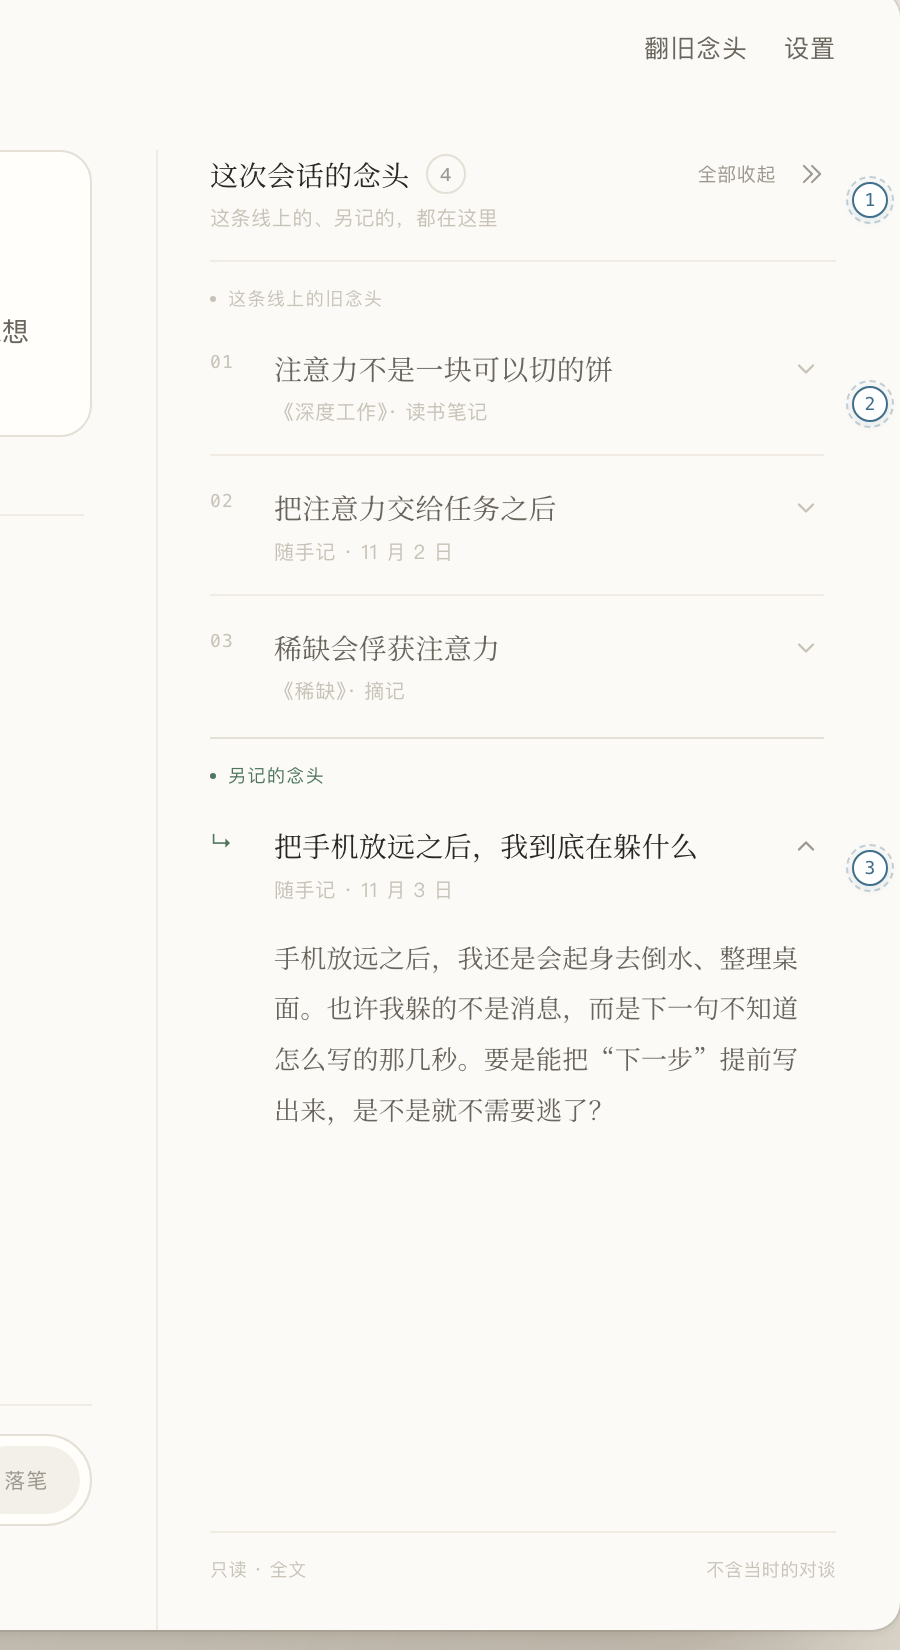 翻旧念头 设置
这次会话的念头 4 全部收起
1
这条线上的、另记的，都在这里
想
这条线上的旧念头
01 注意力不是一块可以切的饼
2
《深度工作》· 读书笔记
02 把注意力交给任务之后
随手记 · 11 月 2 日
03 稀缺会俘获注意力
《稀缺》· 摘记
另记的念头
把手机放远之后，我到底在躲什么
3
随手记 · 11 月 3 日
手机放远之后，我还是会起身去倒水、整理桌
面。也许我躲的不是消息，而是下一句不知道
怎么写的那几秒。要是能把“下一步”提前写
出来，是不是就不需要逃了？
落笔
只读 · 全文 不含当时的对谈